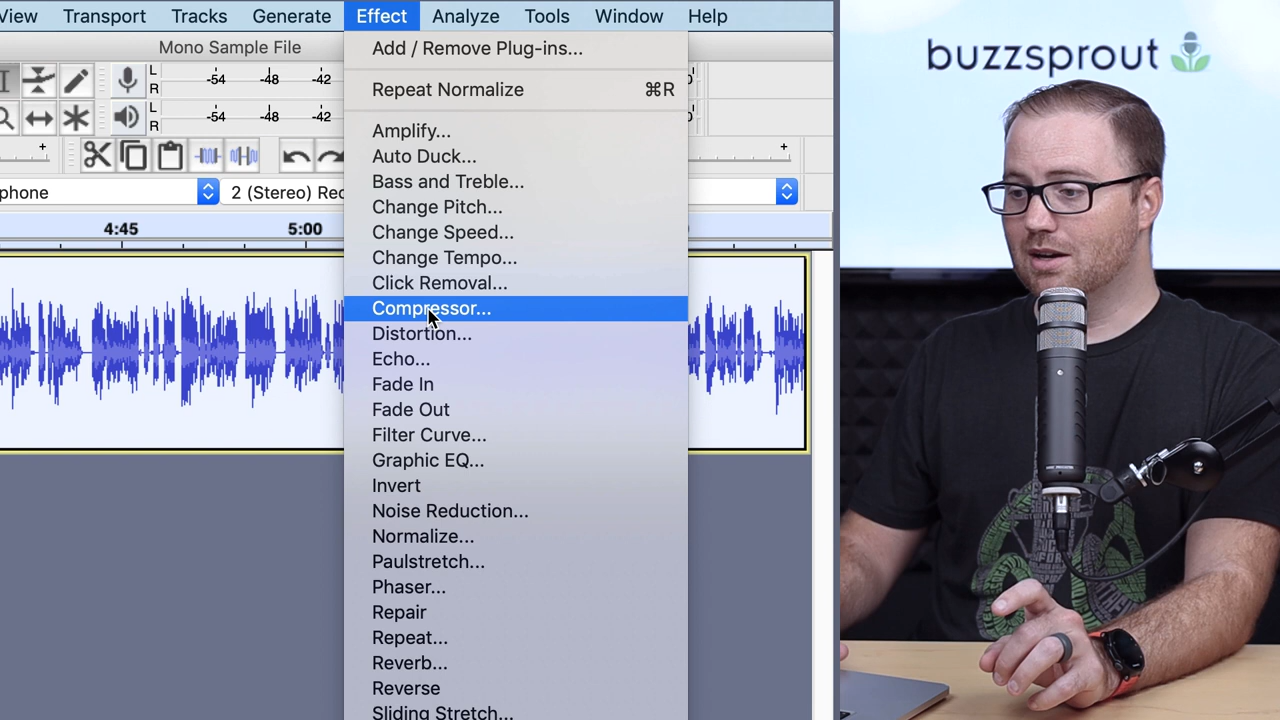 View Transport Tracks Generate Effect Analyze Tools Window Help
Mono Sample File
Add / Remove Plug-ins...
Repeat Normalize ⌘R
L -54 -48 -42
R
L -54 -48 -42
R
Amplify...
Auto Duck...
Bass and Treble...
Change Pitch...
Change Speed...
Change Tempo...
Click Removal...
Compressor...
Distortion...
Echo...
Fade In
Fade Out
Filter Curve...
Graphic EQ...
Invert
Noise Reduction...
Normalize...
Paulstretch...
Phaser...
Repair
Repeat...
Reverb...
Reverse
Sliding Stretch...
phone 2 (Stereo) Rec
4:45 5:00
buzzsprout